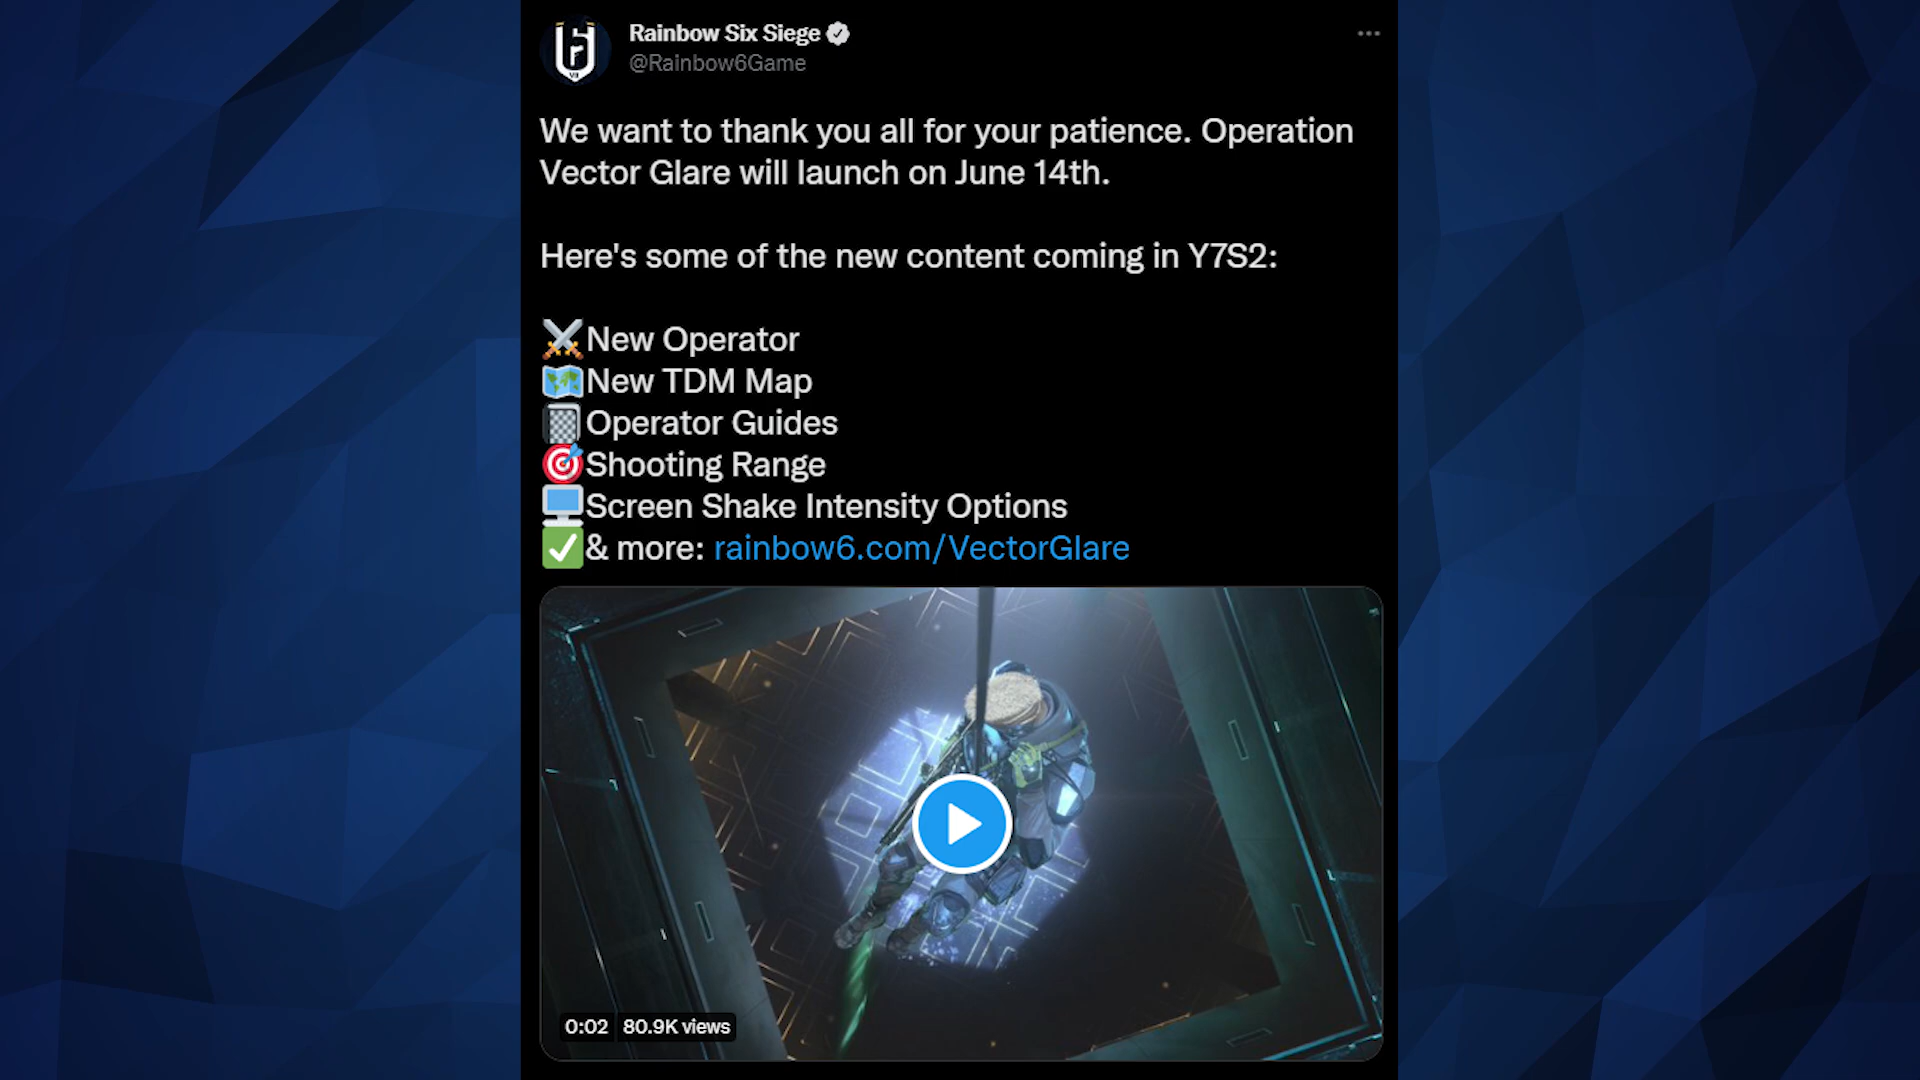 Rainbow Six Siege
@Rainbow6Game
We want to thank you all for your patience. Operation
Vector Glare will launch on June 14th.
Here's some of the new content coming in Y7S2:
New Operator
New TDM Map
Operator Guides
Shooting Range
Screen Shake Intensity Options
& more: rainbow6.com/VectorGlare
0:02 80.9K views